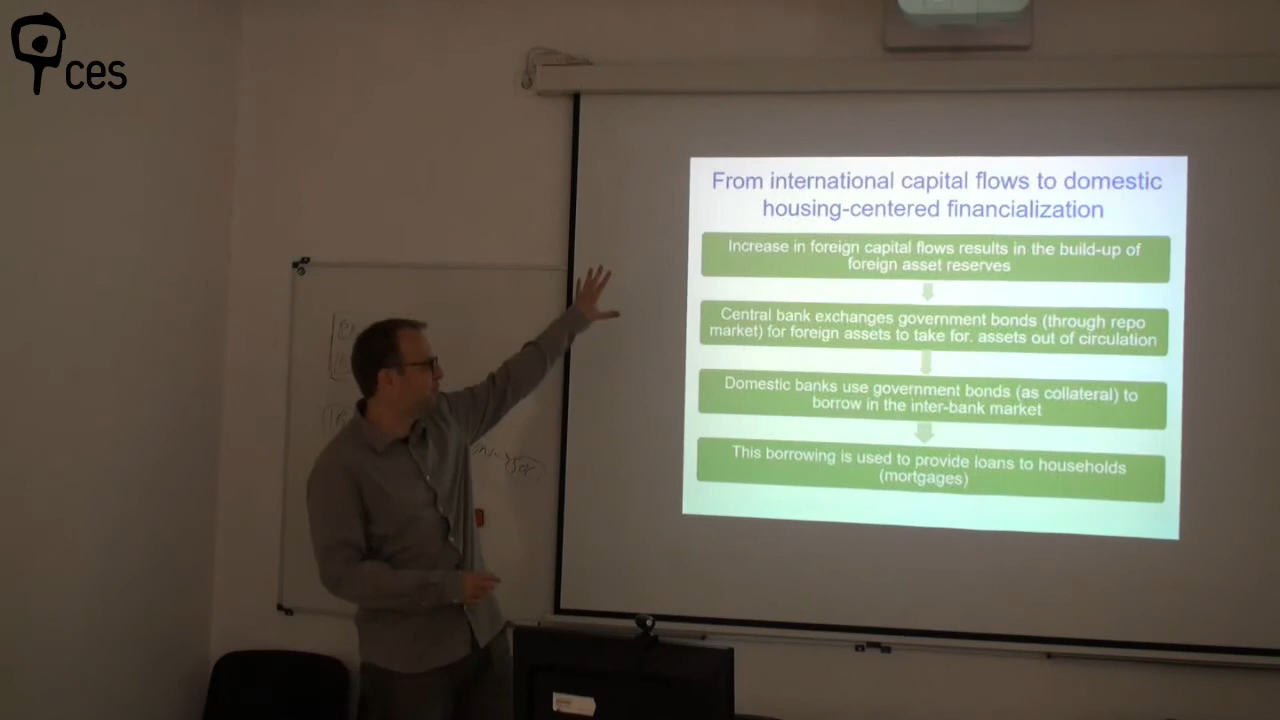 ces
From international capital flows to domestic
housing-centered financialization
Increase in foreign capital flows results in the build-up of
foreign asset reserves
Central bank exchanges government bonds (through repo
market) for foreign assets to take for. assets out of circulation
Domestic banks use government bonds (as collateral) to
borrow in the inter-bank market
This borrowing is used to provide loans to households
(mortgages)